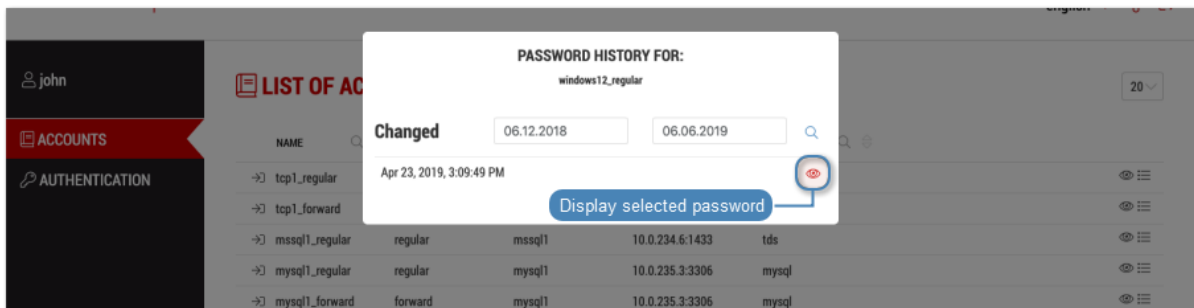 english
john
LIST OF AC
20
ACCOUNTS
AUTHENTICATION
PASSWORD HISTORY FOR:
windows12_regular
Changed
06.12.2018
06.06.2019
Apr 23, 2019, 3:09:49 PM
Display selected password
NAME
tcp1_regular
tcp1_forward
mssql1_regular regular mssql1 10.0.234.6:1433 tds
mysql1_regular regular mysql1 10.0.235.3:3306 mysql
mysql1_forward forward mysql1 10.0.235.3:3306 mysql